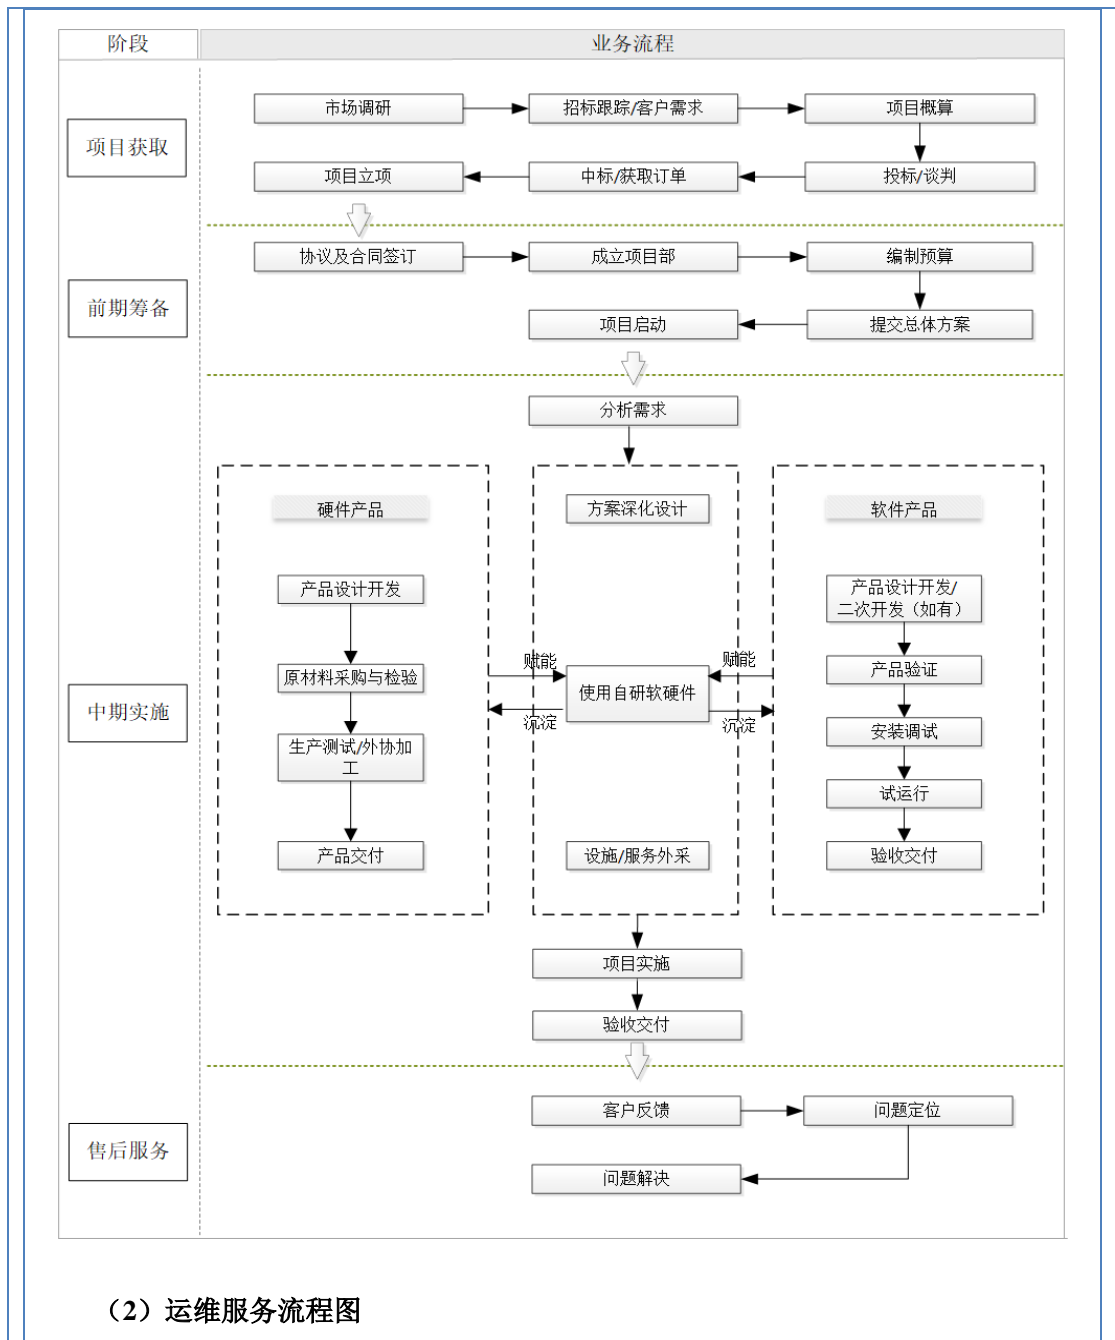 阶段
业务流程
项目获取
市场调研
招标跟踪/客户需求
项目概算
项目立项
中标/获取订单
投标/谈判
前期筹备
协议及合同签订
成立项目部
编制预算
项目启动
提交总体方案
中期实施
分析需求
硬件产品
产品设计开发
原材料采购与检验
生产测试/外协加
工
产品交付
方案深化设计
赋能
赋能
使用自研软硬件
沉淀
沉淀
设施/服务外采
软件产品
产品设计开发/
二次开发（如有）
产品验证
安装调试
试运行
验收交付
项目实施
验收交付
售后服务
客户反馈
问题定位
问题解决
（2）运维服务流程图